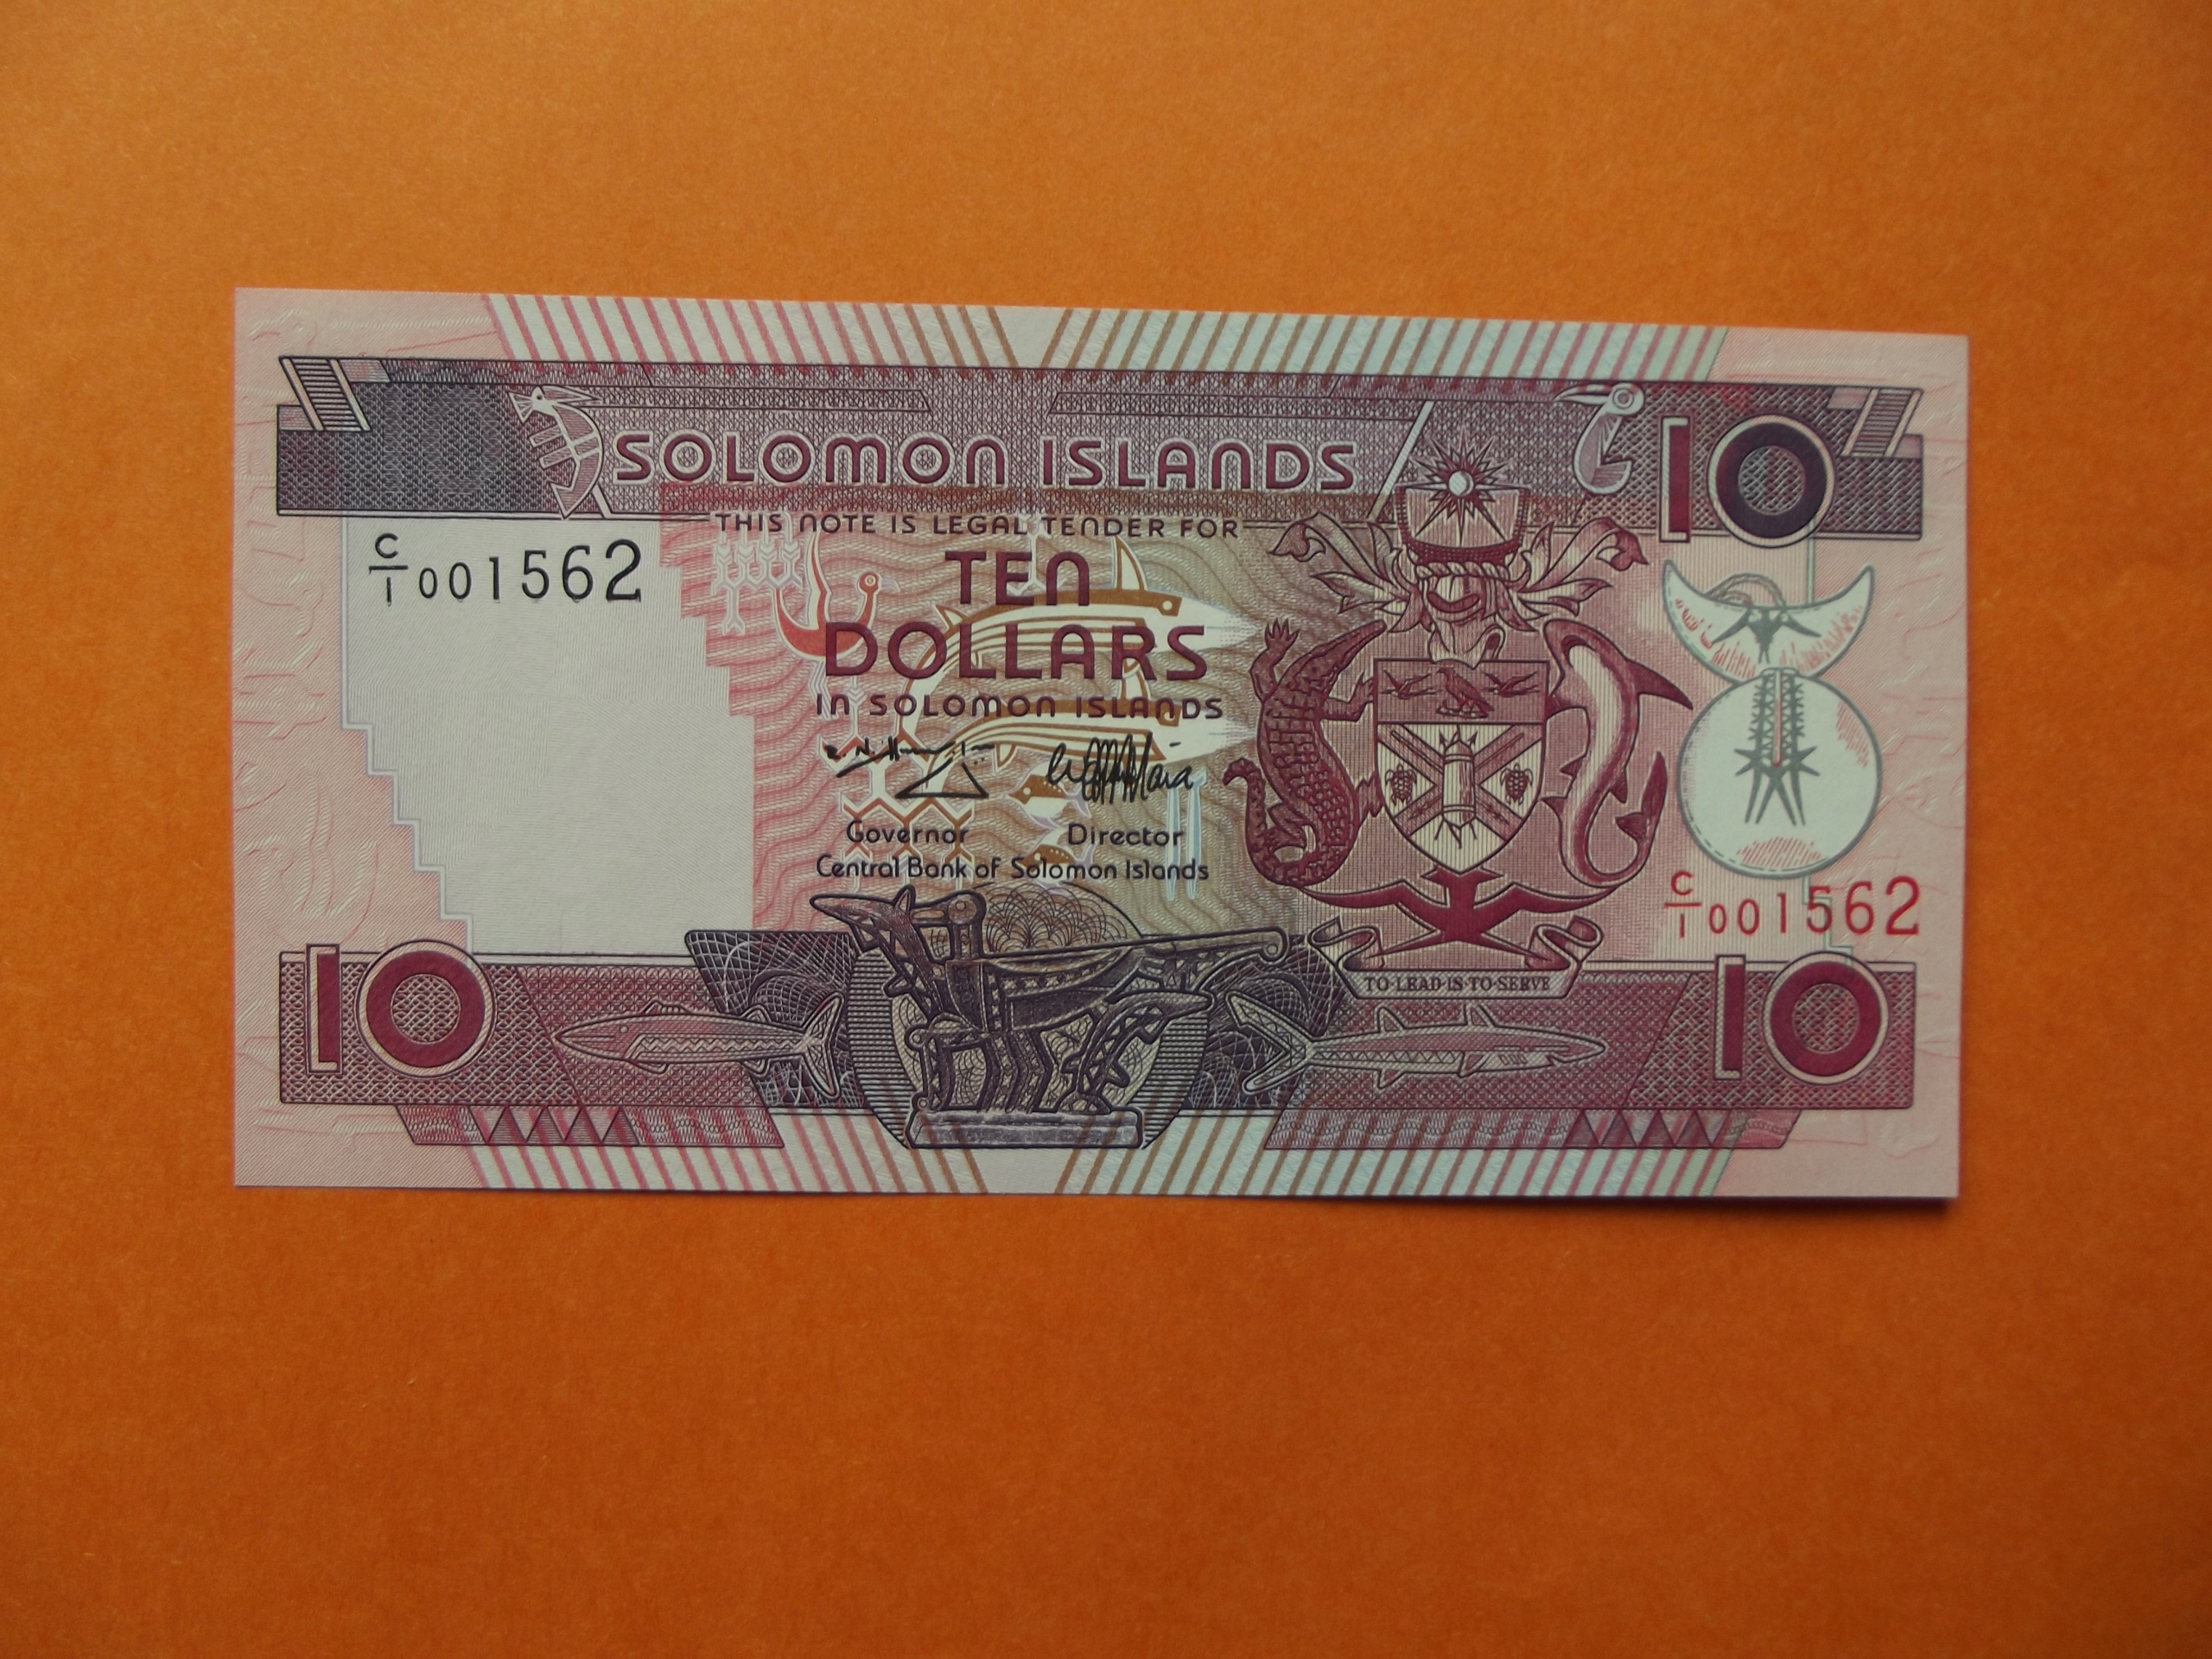 SOLOMON ISLANDS
10
THIS NOTE IS LEGAL TENDER FOR
C/1 001562
TEN
DOLLARS
IN SOLOMON ISLANDS
Governor Director
Central Bank of Solomon Islands
C/1 001562
TO·LEAD·IS·TO·SERVE
10
10